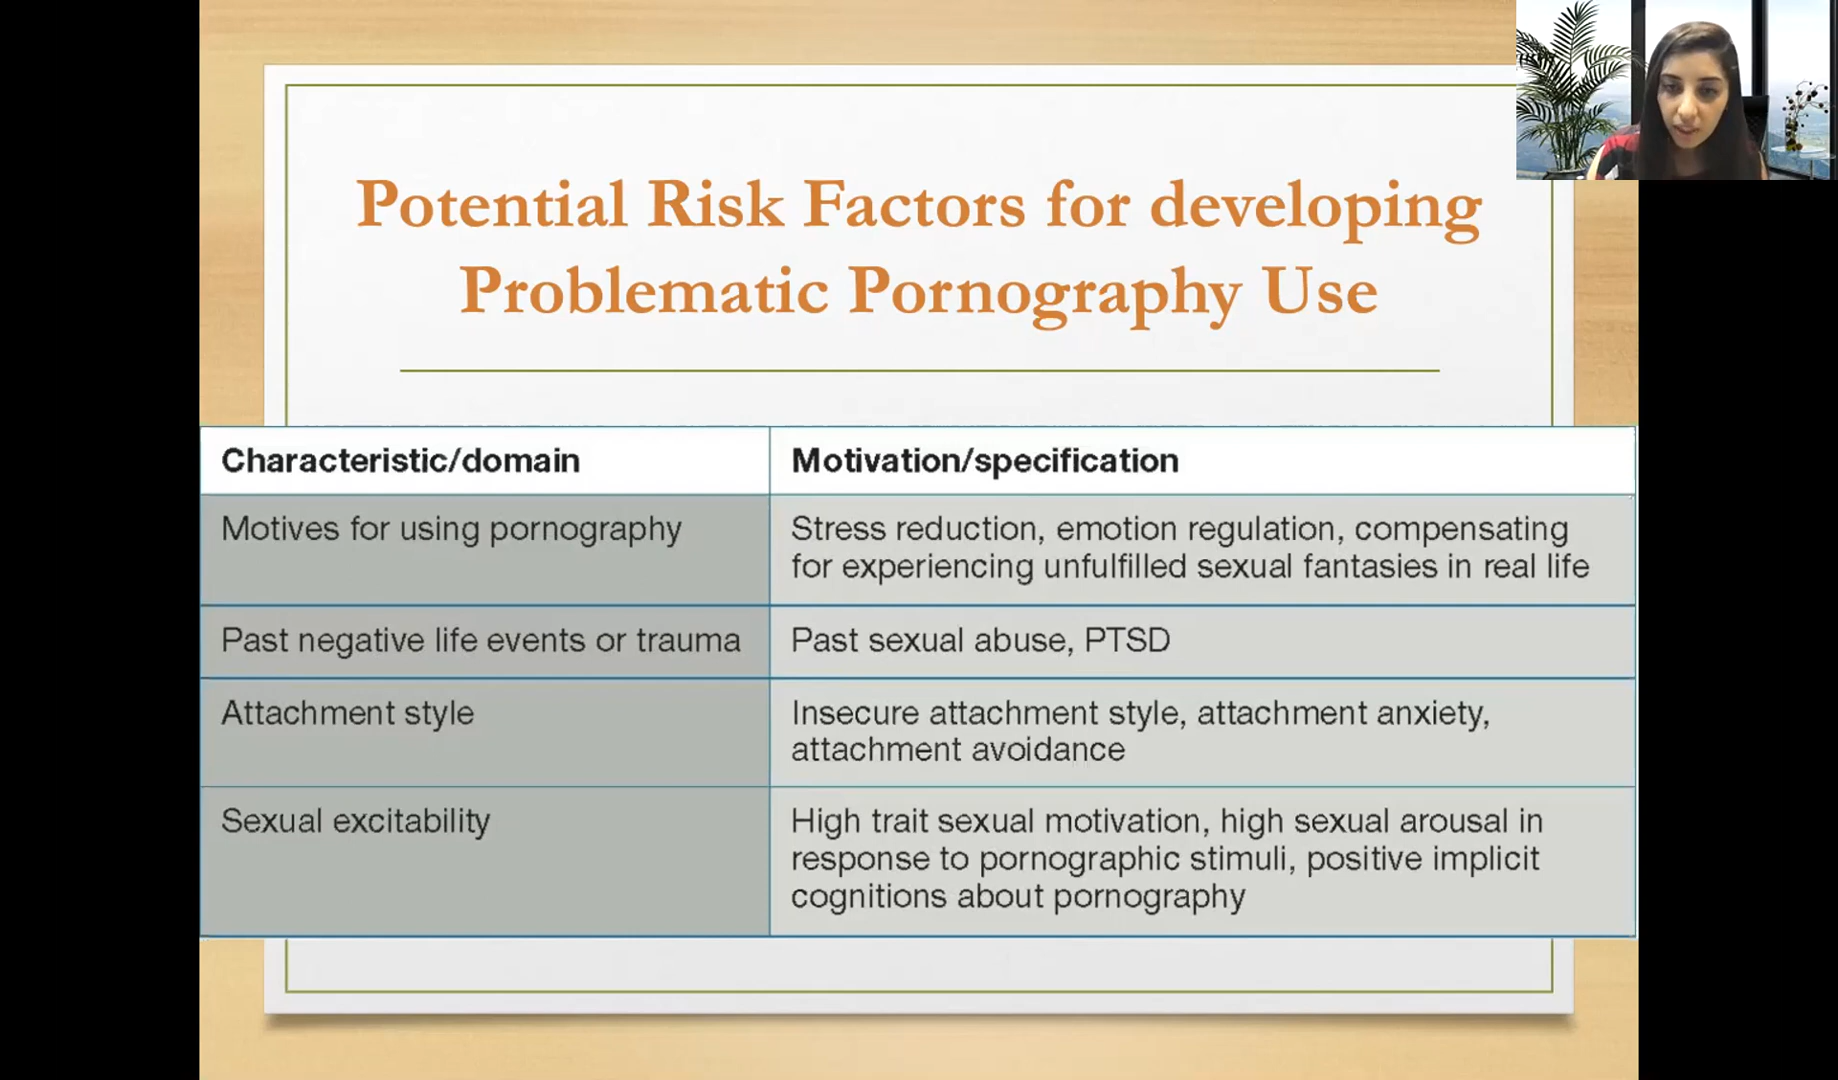 Potential Risk Factors for developing
Problematic Pornography Use
Characteristic/domain
Motivation/specification
Motives for using pornography
Stress reduction, emotion regulation, compensating
for experiencing unfulfilled sexual fantasies in real life
Past negative life events or trauma
Past sexual abuse, PTSD
Attachment style
Insecure attachment style, attachment anxiety,
attachment avoidance
Sexual excitability
High trait sexual motivation, high sexual arousal in
response to pornographic stimuli, positive implicit
cognitions about pornography